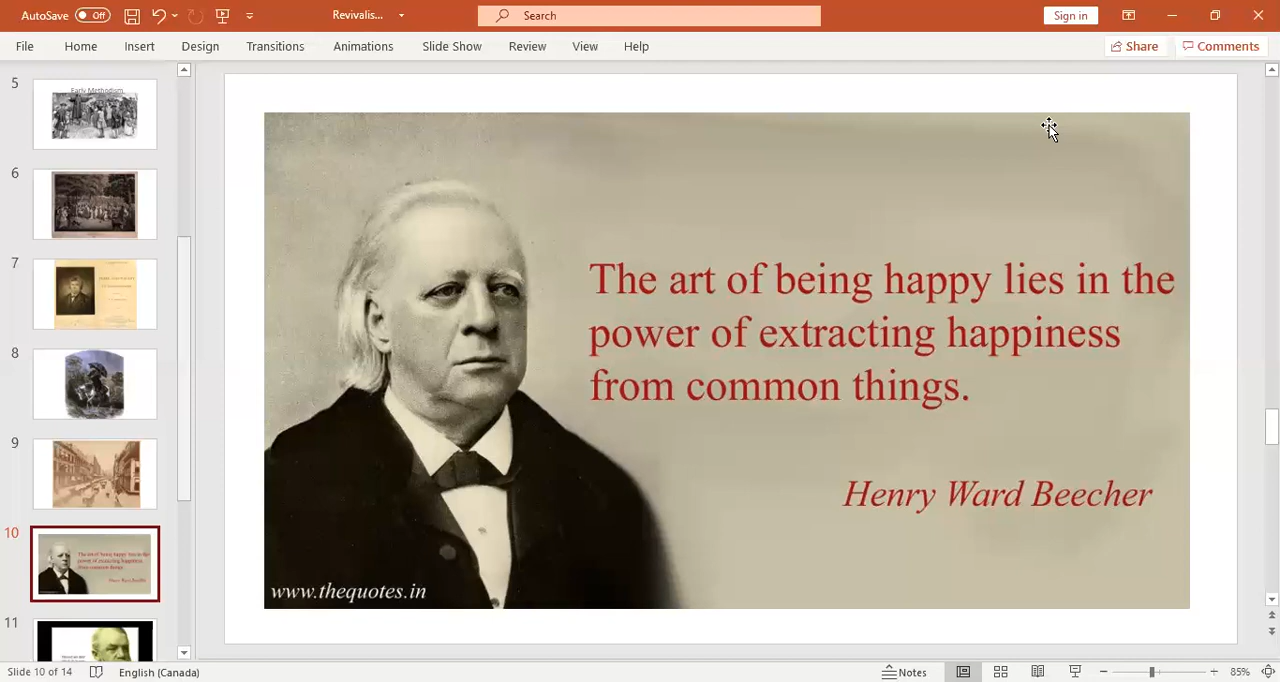 AutoSave Off Revivalis... Search Sign in
File Home Insert Design Transitions Animations Slide Show Review View Help Share Comments
5
Early Methodism
6
7
8
9
10
11
The art of being happy lies in the
power of extracting happiness
from common things.
Henry Ward Beecher
www.thequotes.in
Slide 10 of 14 English (Canada) Notes 85%